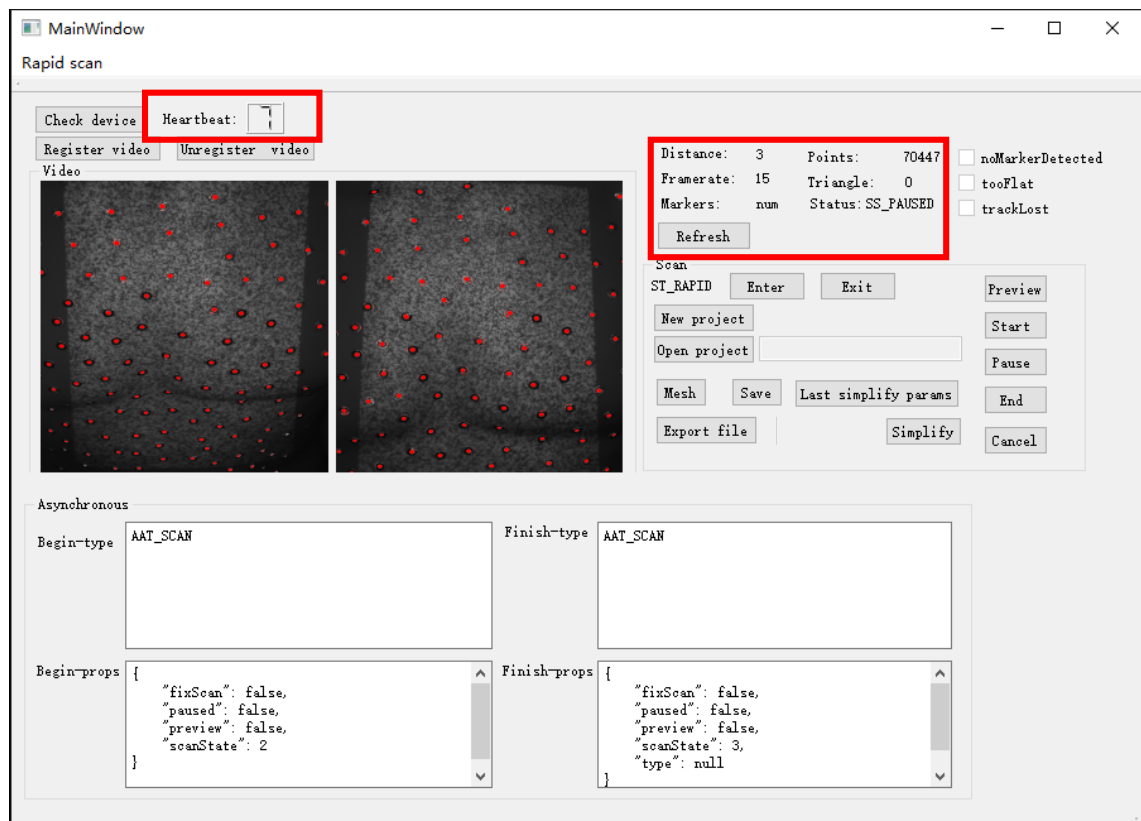 MainWindow
Rapid scan
Check device
Heartbeat: 7
Register video
Unregister video
Video
Distance: 3 Points: 70447
Framerate: 15 Triangle: 0
Markers: num Status: SS_PAUSED
Refresh
noMarkerDetected
tooFlat
trackLost
Scan
ST_RAPID Enter Exit
New project
Open project
Mesh Save Last simplify params
Export file Simplify
Preview
Start
Pause
End
Cancel
Asynchronous
Begin-type AAT_SCAN
Finish-type AAT_SCAN
Begin-props {
"fixScan": false,
"paused": false,
"preview": false,
"scanState": 2
}
Finish-props {
"fixScan": false,
"paused": false,
"preview": false,
"scanState": 3,
"type": null
}